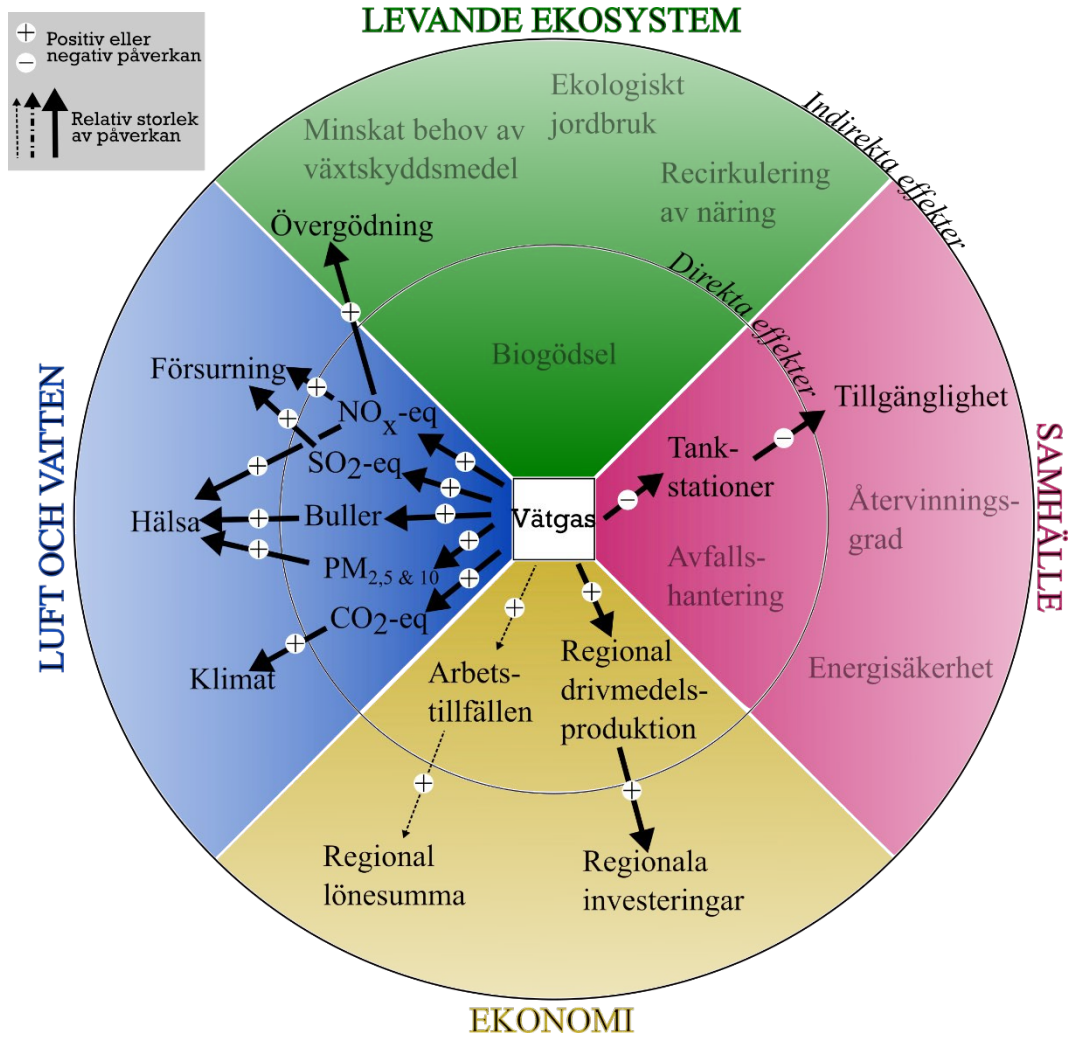 LEVANDE EKOSYSTEM
+ Positiv eller
− negativ påverkan
Relativ storlek
av påverkan
Ekologiskt
jordbruk
Minskat behov av
växtskyddsmedel
Recirkulering
av näring
Indirekta effekter
Övergödning
+
Direkta effekter
Biogödsel
LUFT OCH VATTEN
Försurning
+
+
NOx-eq
+
SO2-eq
+
+
Hälsa
+
Buller
+
+
PM2,5 & 10
+
CO2-eq
+
+
Klimat
Vätgas
Tillgänglighet
−
Tank-
stationer
−
Återvinnings-
grad
Avfalls-
hantering
Energisäkerhet
SAMHÄLLE
+
+
Arbets-
tillfällen
Regional
drivmedels-
produktion
+
+
Regional
lönesumma
Regionala
investeringar
EKONOMI